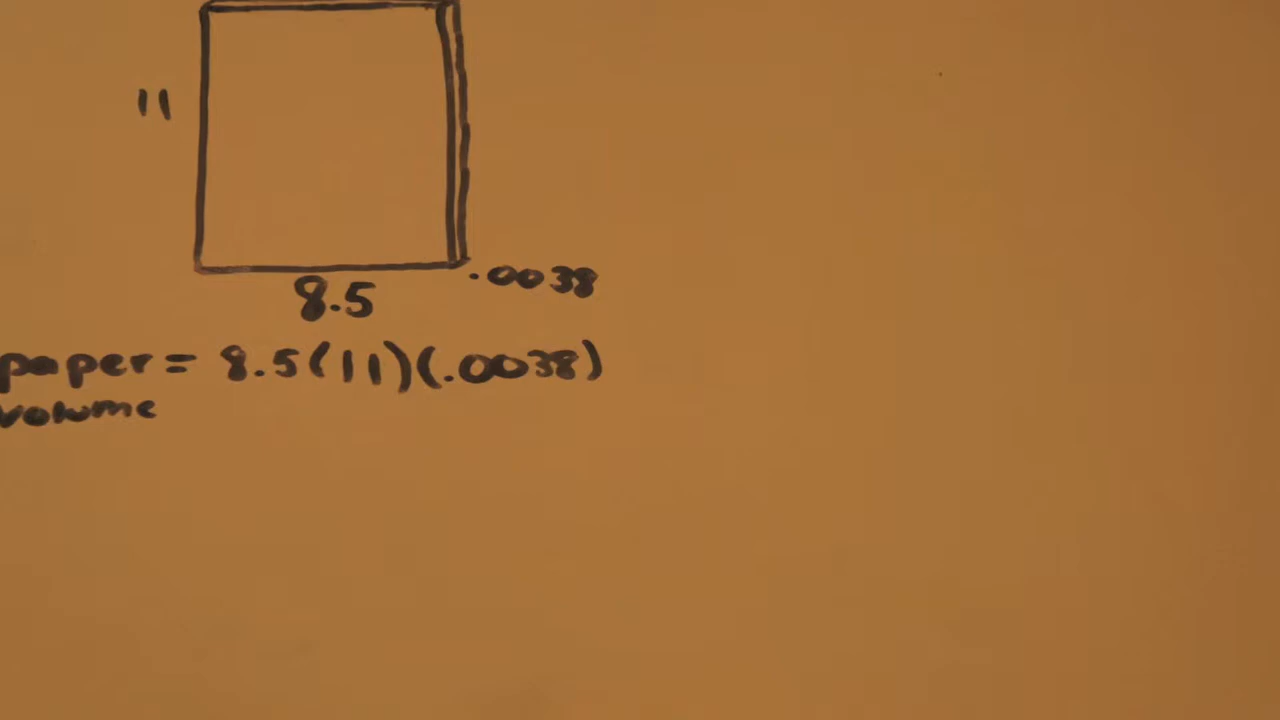 11
8.5
.0038
paper = 8.5(11)(.0038)
volume